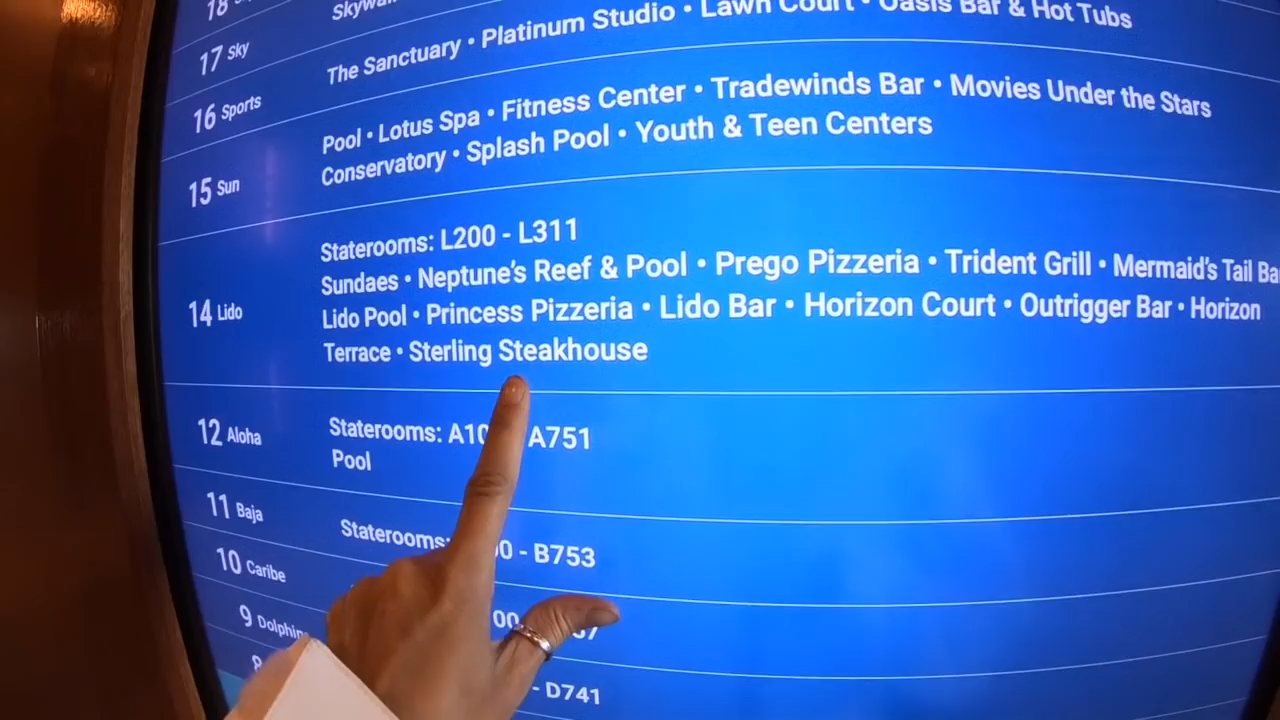 18
17 Sky
The Sanctuary • Platinum Studio • Lawn Court • Oasis Bar & Hot Tubs
16 Sports
Pool • Lotus Spa • Fitness Center • Tradewinds Bar • Movies Under the Stars
Conservatory • Splash Pool • Youth & Teen Centers
15 Sun
Staterooms: L200 - L311
Sundaes • Neptune's Reef & Pool • Prego Pizzeria • Trident Grill • Mermaid's Tail
14 Lido
Lido Pool • Princess Pizzeria • Lido Bar • Horizon Court • Outrigger Bar • Horizon
Terrace • Sterling Steakhouse
12 Aloha
Staterooms: A751
Pool
11 Baja
Staterooms: - B753
10 Caribe
9
8
- D741